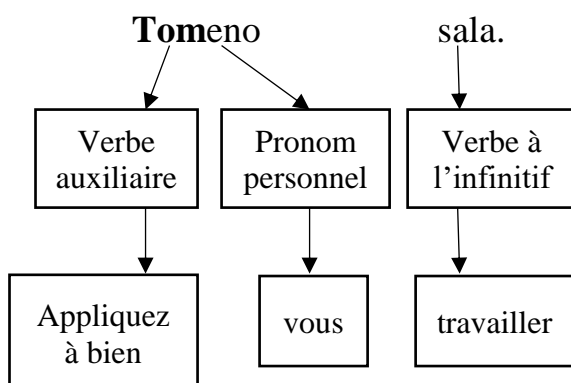 Tomeno sala.
Verbe auxiliaire
Pronom personnel
Verbe à l’infinitif
Appliquez à bien
vous
travailler